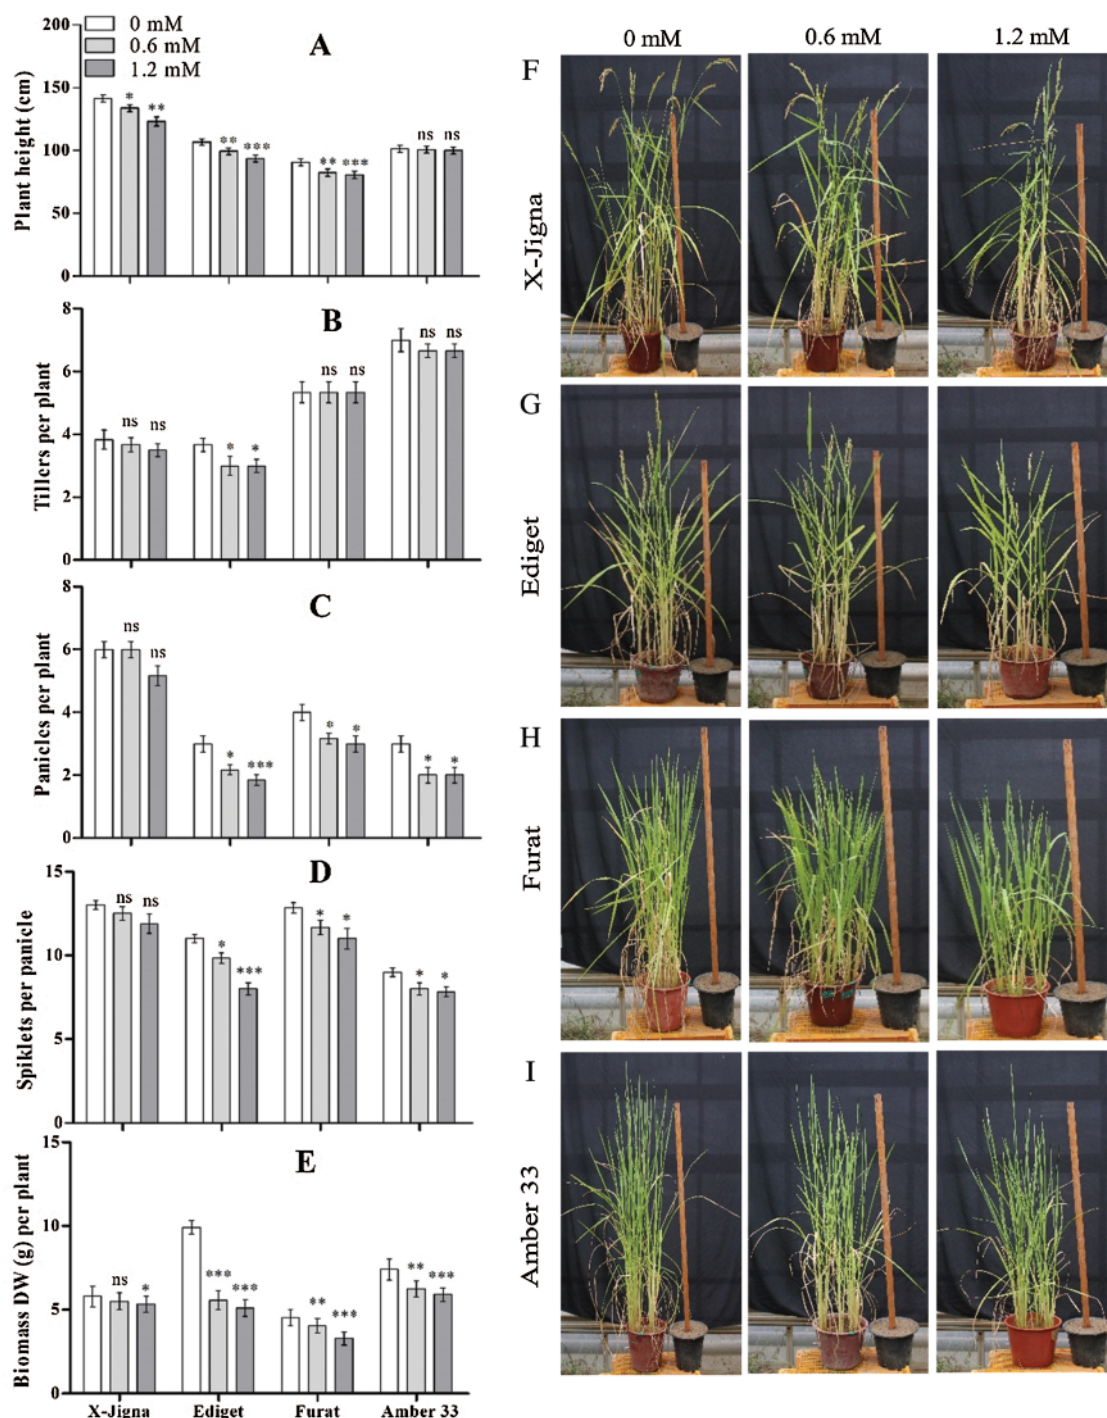 0 mM
0.6 mM
1.2 mM
A
Plant height (cm)
200
150
100
50
0
* ** ** *** ** *** ns ns
B
Tillers per plant
8
6
4
2
0
ns ns * * ns ns ns ns
C
Panicles per plant
8
6
4
2
0
ns ns * *** * * * *
D
Spiklets per panicle
15
10
5
0
ns ns * *** * * * *
E
Biomass DW (g) per plant
15
10
5
0
ns * *** *** ** *** ** ***
X-Jigna Ediget Furat Amber 33
0 mM 0.6 mM 1.2 mM
F
X-Jigna
G
Ediget
H
Furat
I
Amber 33